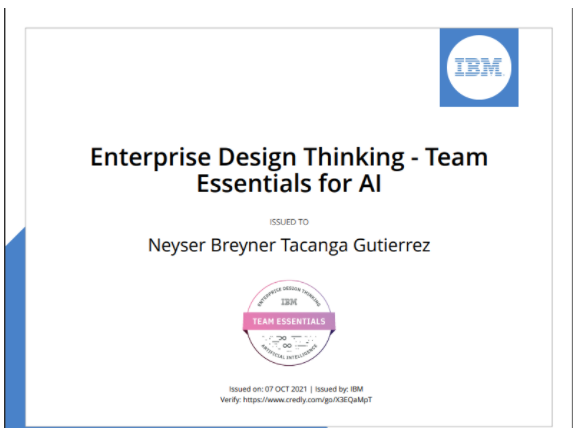 IBM
Enterprise Design Thinking - Team
Essentials for AI
ISSUED TO
Neyser Breyner Tacanga Gutierrez
ENTERPRISE DESIGN THINKING
IBM
TEAM ESSENTIALS
ARTIFICIAL INTELLIGENCE
Issued on: 07 OCT 2021 | Issued by: IBM
Verify: https://www.credly.com/go/X3EQaMpT